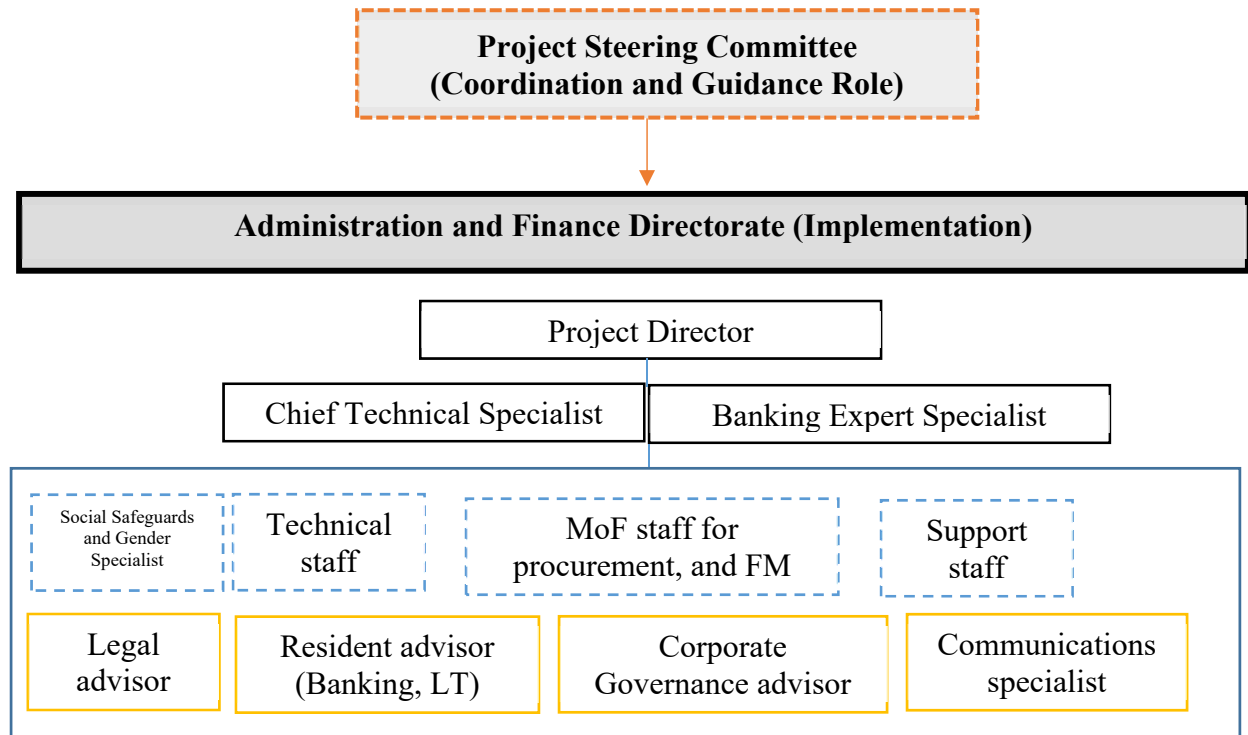 Project Steering Committee
(Coordination and Guidance Role)
Administration and Finance Directorate (Implementation)
Project Director
Chief Technical Specialist
Banking Expert Specialist
Social Safeguards
and Gender
Specialist
Technical
staff
MoF staff for
procurement, and FM
Support
staff
Legal
advisor
Resident advisor
(Banking, LT)
Corporate
Governance advisor
Communications
specialist